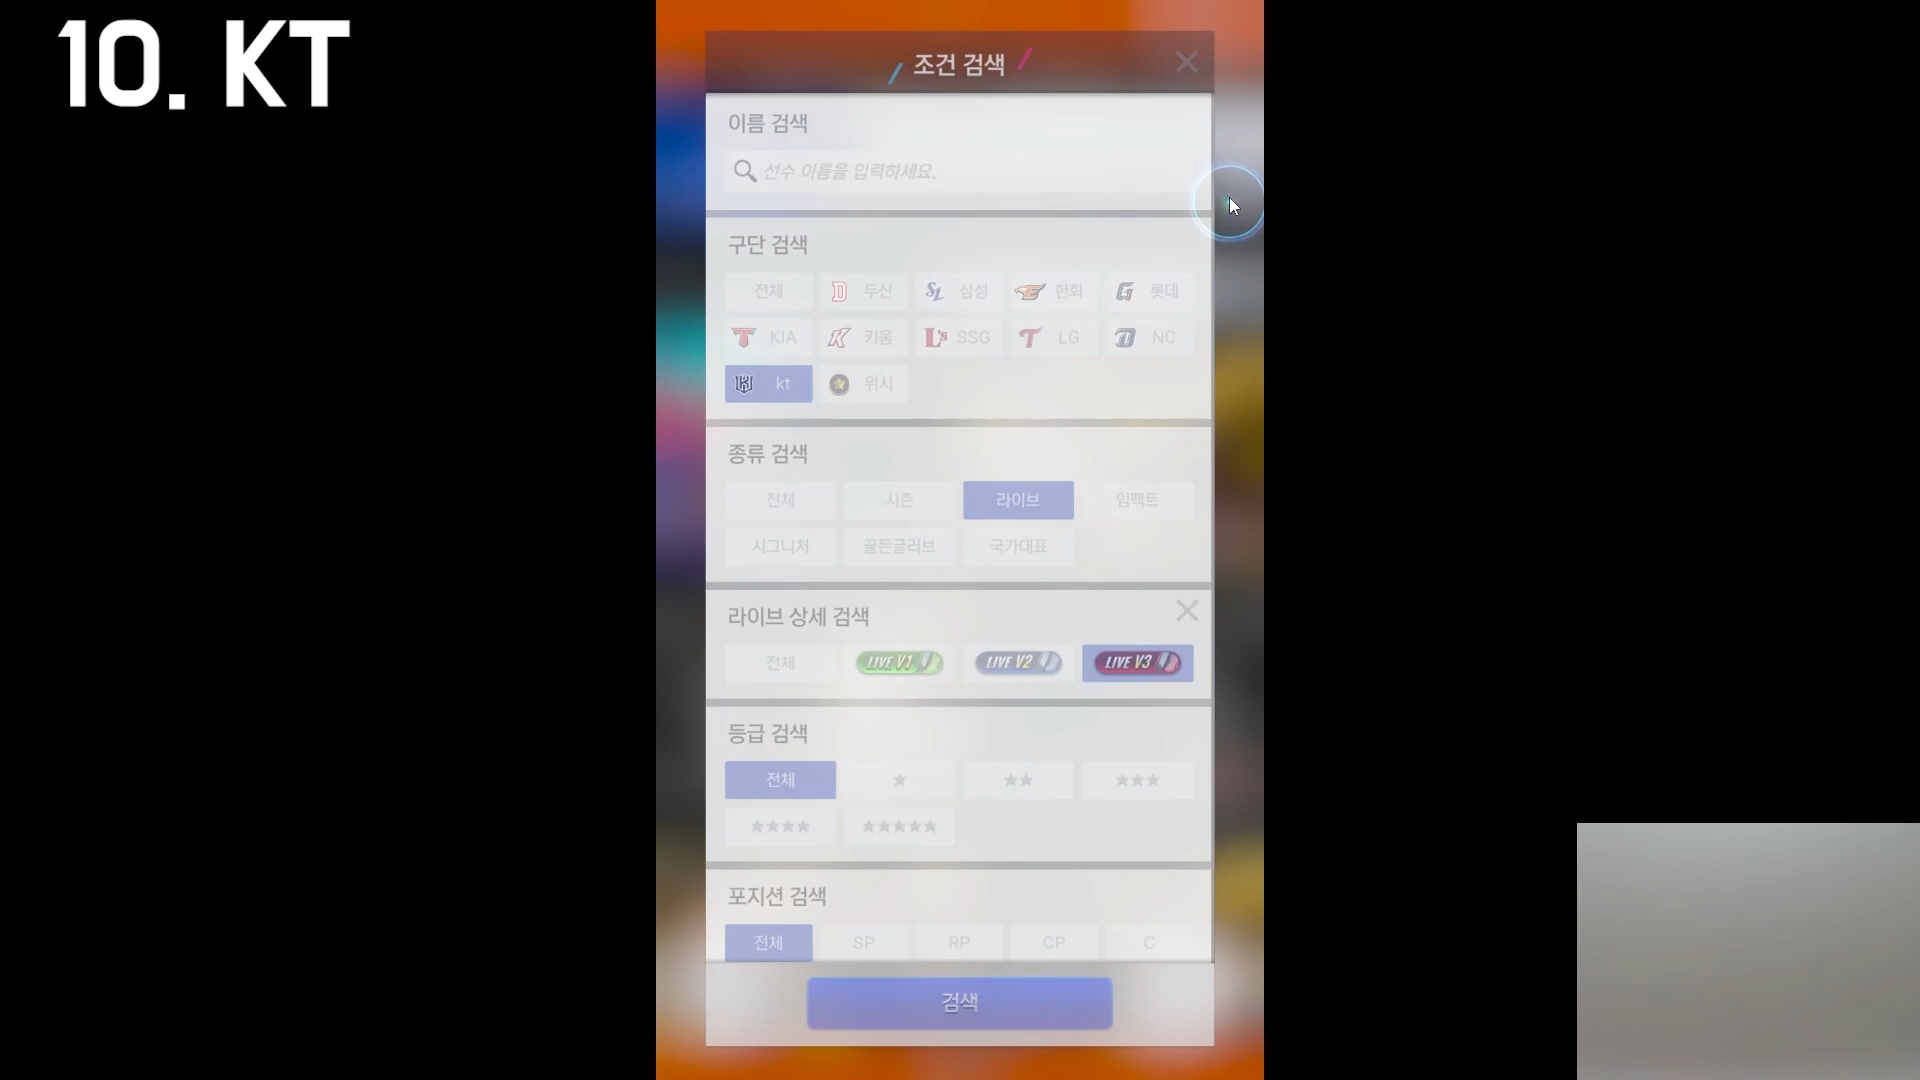 10. KT
조건 검색
이름 검색
선수 이름을 입력하세요.
구단 검색
전체 두산 삼성 한화 롯데
KIA 키움 SSG LG NC
kt 위시
종류 검색
전체 시즌 라이브 임팩트
시그니처 골든글러브 국가대표
라이브 상세 검색
전체 LIVE V1 LIVE V2 LIVE V3
등급 검색
전체 ★ ★★ ★★★
★★★★ ★★★★★
포지션 검색
전체 SP RP CP C
검색